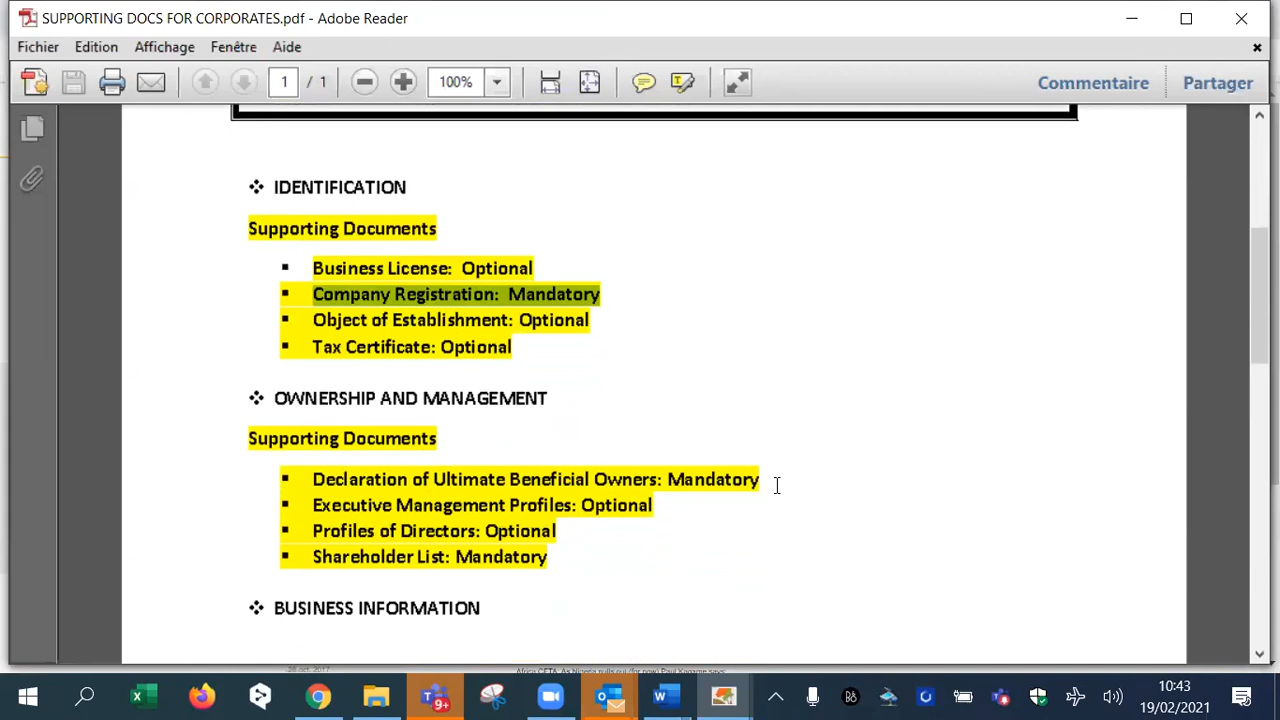 SUPPORTING DOCS FOR CORPORATES.pdf - Adobe Reader
Fichier Edition Affichage Fenêtre Aide
1 / 1 100% Commentaire Partager
IDENTIFICATION
Supporting Documents
Business License: Optional
Company Registration: Mandatory
Object of Establishment: Optional
Tax Certificate: Optional
OWNERSHIP AND MANAGEMENT
Supporting Documents
Declaration of Ultimate Beneficial Owners: Mandatory
Executive Management Profiles: Optional
Profiles of Directors: Optional
Shareholder List: Mandatory
BUSINESS INFORMATION
9+
10:43
19/02/2021